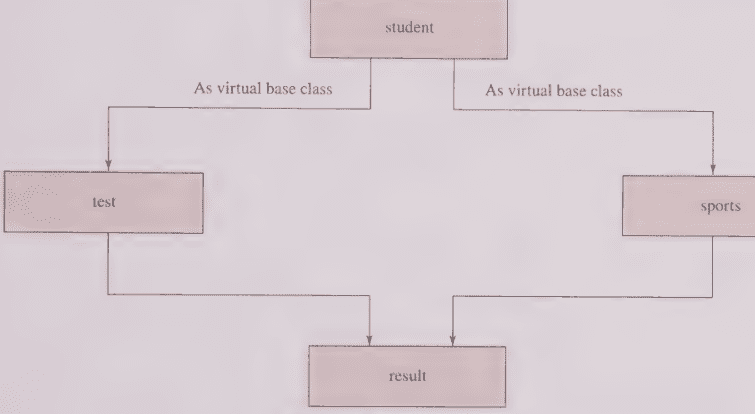 student
As virtual base class
As virtual base class
test
sports
result